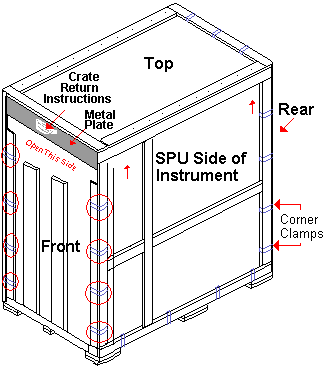 Top
Crate
Return
Instructions
Metal
Plate
Rear
Open This Side
SPU Side of
Instrument
Front
Corner
Clamps